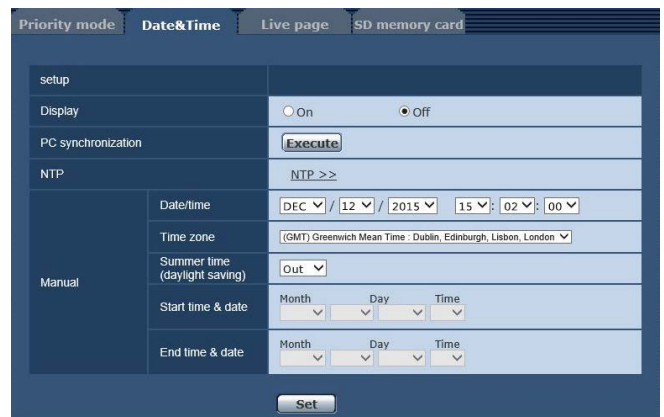 Priority mode Date&Time Live page SD memory card
setup
Display On Off
PC synchronization Execute
NTP NTP >>
Manual
Date/time DEC / 12 / 2015 15 : 02 : 00
Time zone (GMT) Greenwich Mean Time : Dublin, Edinburgh, Lisbon, London
Summer time
(daylight saving) Out
Start time & date Month Day Time
End time & date Month Day Time
Set